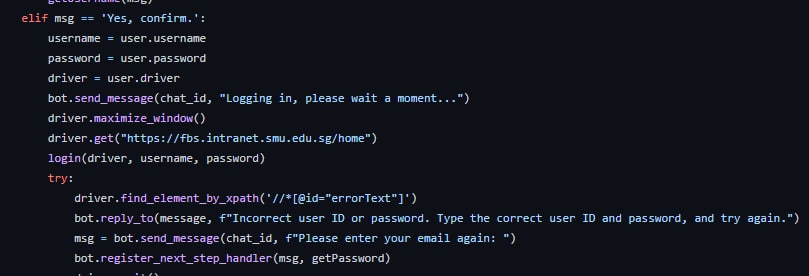 getUsername(msg)
elif msg == 'Yes, confirm.':
username = user.username
password = user.password
driver = user.driver
bot.send_message(chat_id, "Logging in, please wait a moment...")
driver.maximize_window()
driver.get("https://fbs.intranet.smu.edu.sg/home")
login(driver, username, password)
try:
driver.find_element_by_xpath('//*[@id="errorText"]')
bot.reply_to(message, f"Incorrect user ID or password. Type the correct user ID and password, and try again.")
msg = bot.send_message(chat_id, f"Please enter your email again: ")
bot.register_next_step_handler(msg, getPassword)